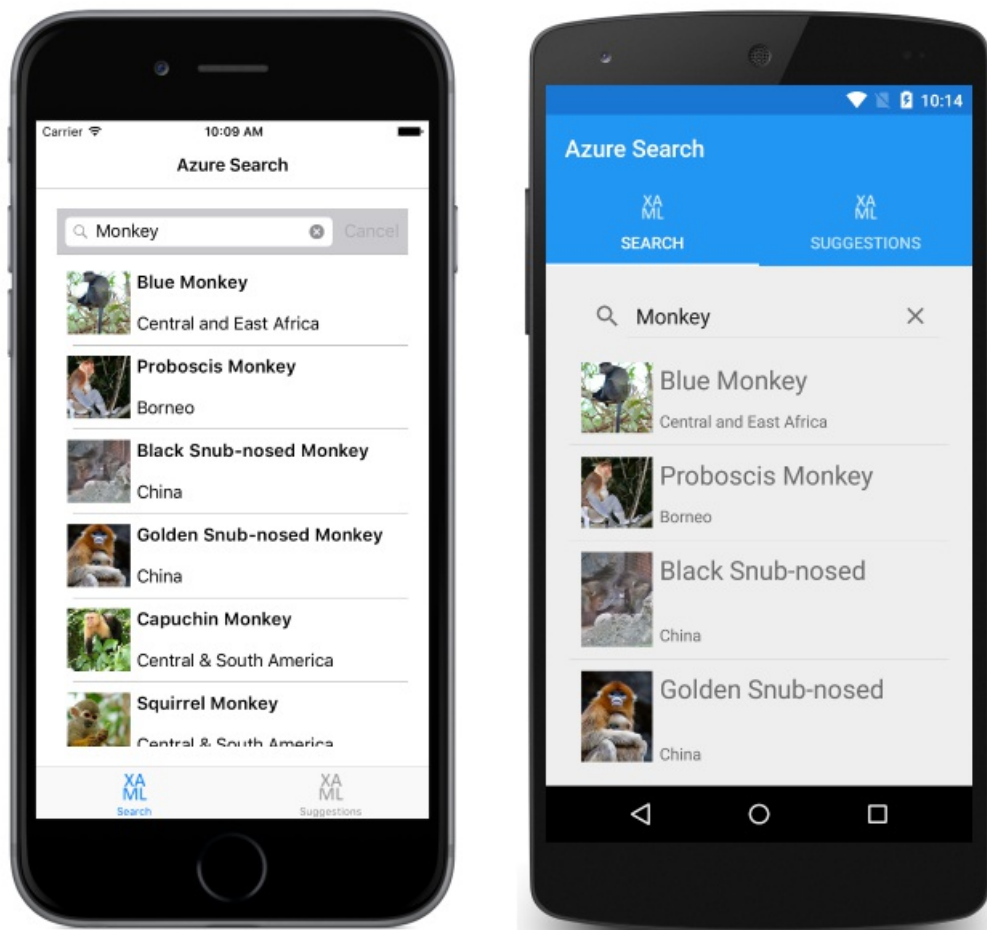 Carrier 10:09 AM
Azure Search
Monkey Cancel
Blue Monkey
Central and East Africa
Proboscis Monkey
Borneo
Black Snub-nosed Monkey
China
Golden Snub-nosed Monkey
China
Capuchin Monkey
Central & South America
Squirrel Monkey
Central & South America
XA XA
ML ML
Search Suggestions
10:14
Azure Search
XA XA
ML ML
SEARCH SUGGESTIONS
Monkey
Blue Monkey
Central and East Africa
Proboscis Monkey
Borneo
Black Snub-nosed
China
Golden Snub-nosed
China